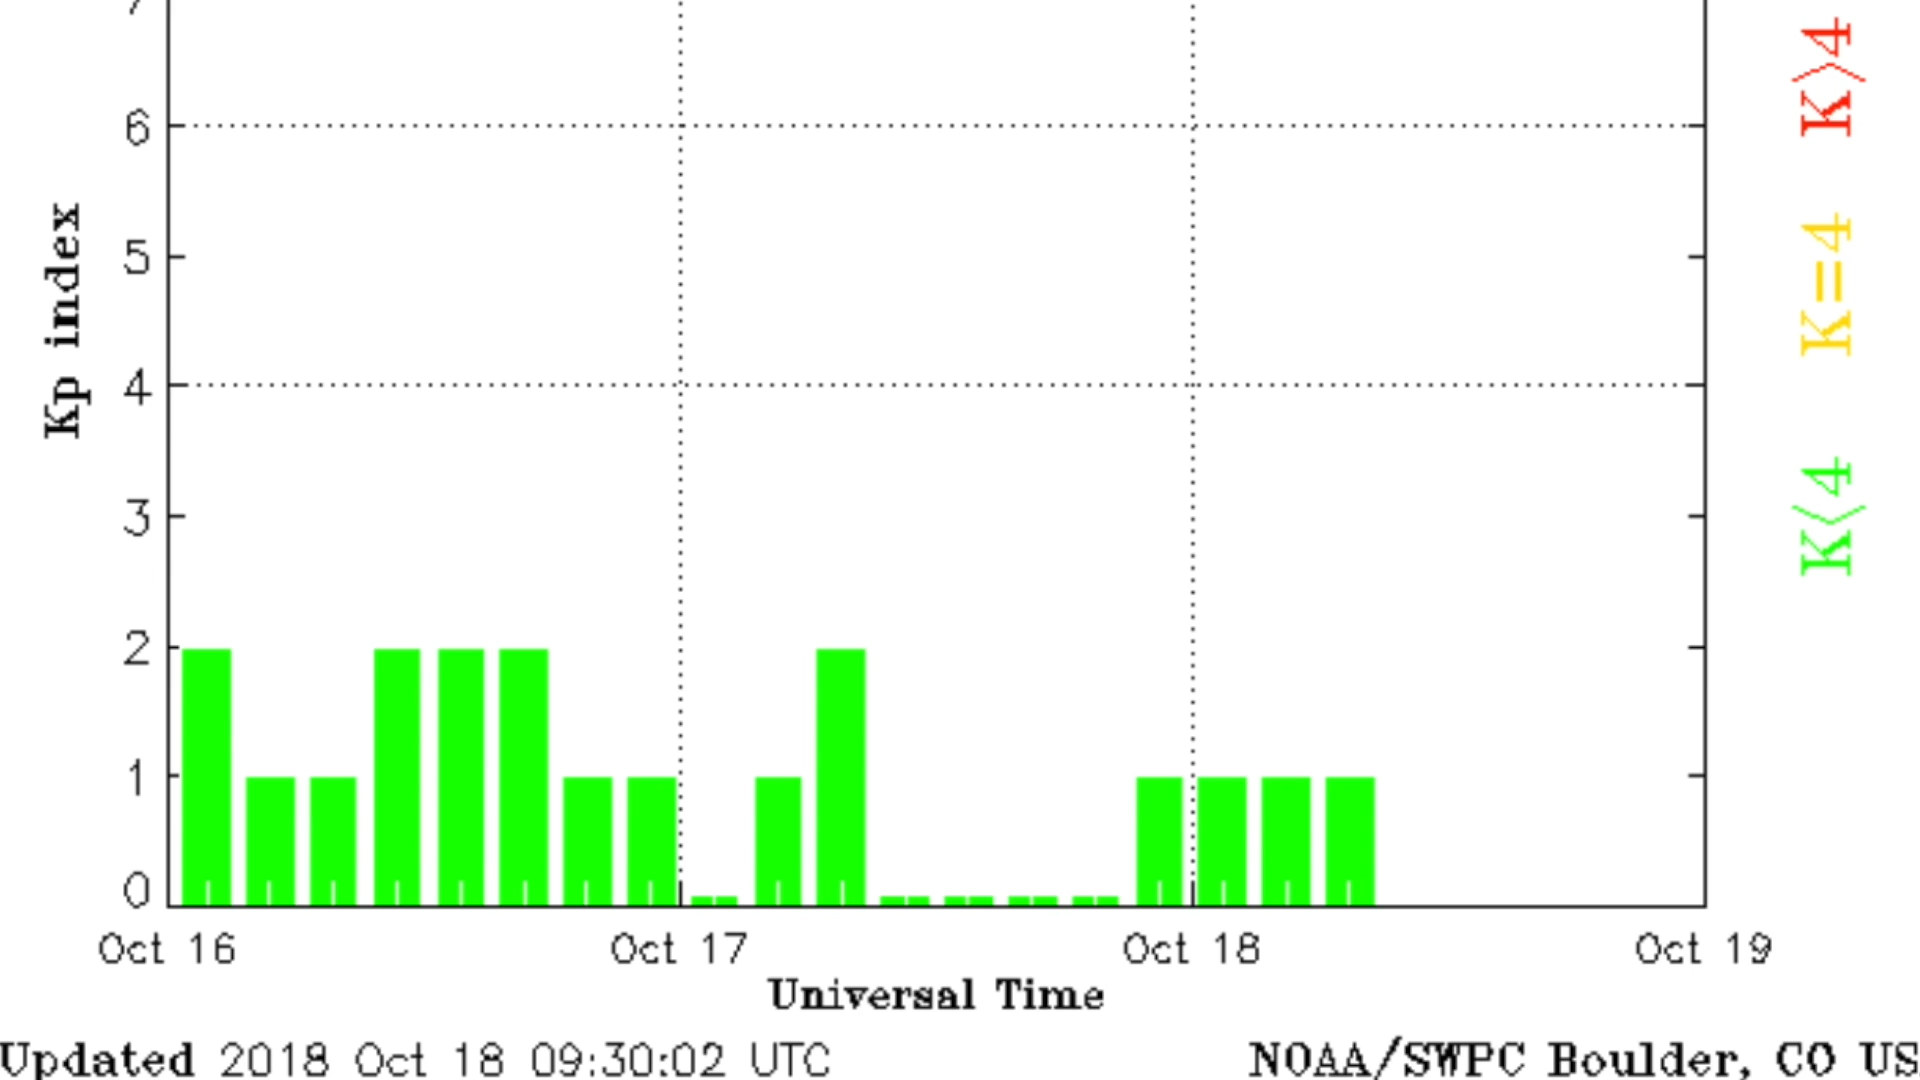 7
6
5
4
3
2
1
0
Kp index
K>4
K=4
K<4
Oct 16 Oct 17 Oct 18 Oct 19
Universal Time
Updated 2018 Oct 18 09:30:02 UTC
NOAA/SWPC Boulder, CO US